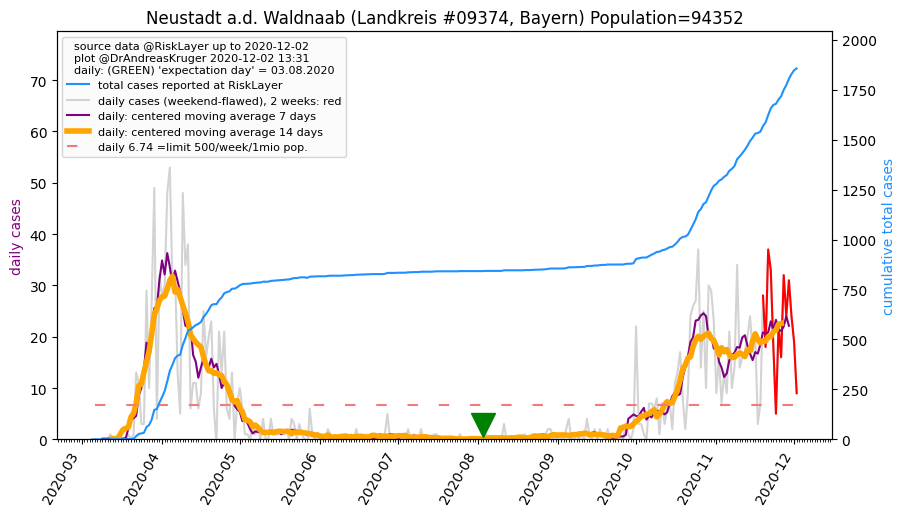 Neustadt a.d. Waldnaab (Landkreis #09374, Bayern) Population=94352
source data @RiskLayer up to 2020-12-02
plot @DrAndreasKruger 2020-12-02 13:31
daily: (GREEN) 'expectation day' = 03.08.2020
total cases reported at RiskLayer
daily cases (weekend-flawed), 2 weeks: red
daily: centered moving average 7 days
daily: centered moving average 14 days
daily 6.74 =limit 500/week/1mio pop.
daily cases
70
60
50
40
30
20
10
0
2000
1750
1500
1250
1000
750
500
250
0
cumulative total cases
2020-03
2020-04
2020-05
2020-06
2020-07
2020-08
2020-09
2020-10
2020-11
2020-12